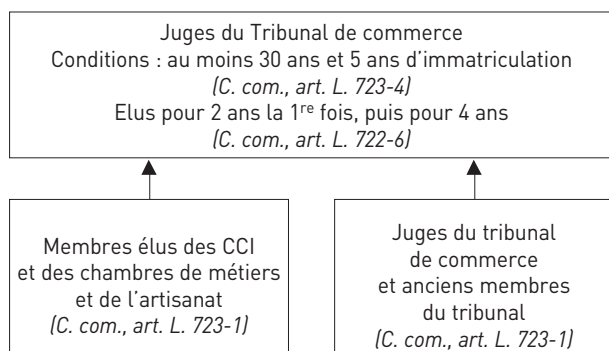 Juges du Tribunal de commerce
Conditions : au moins 30 ans et 5 ans d’immatriculation
(C. com., art. L. 723-4)
Elus pour 2 ans la 1re fois, puis pour 4 ans
(C. com., art. L. 722-6)
Membres élus des CCI
et des chambres de métiers
et de l’artisanat
(C. com., art. L. 723-1)
Juges du tribunal
de commerce
et anciens membres
du tribunal
(C. com., art. L. 723-1)